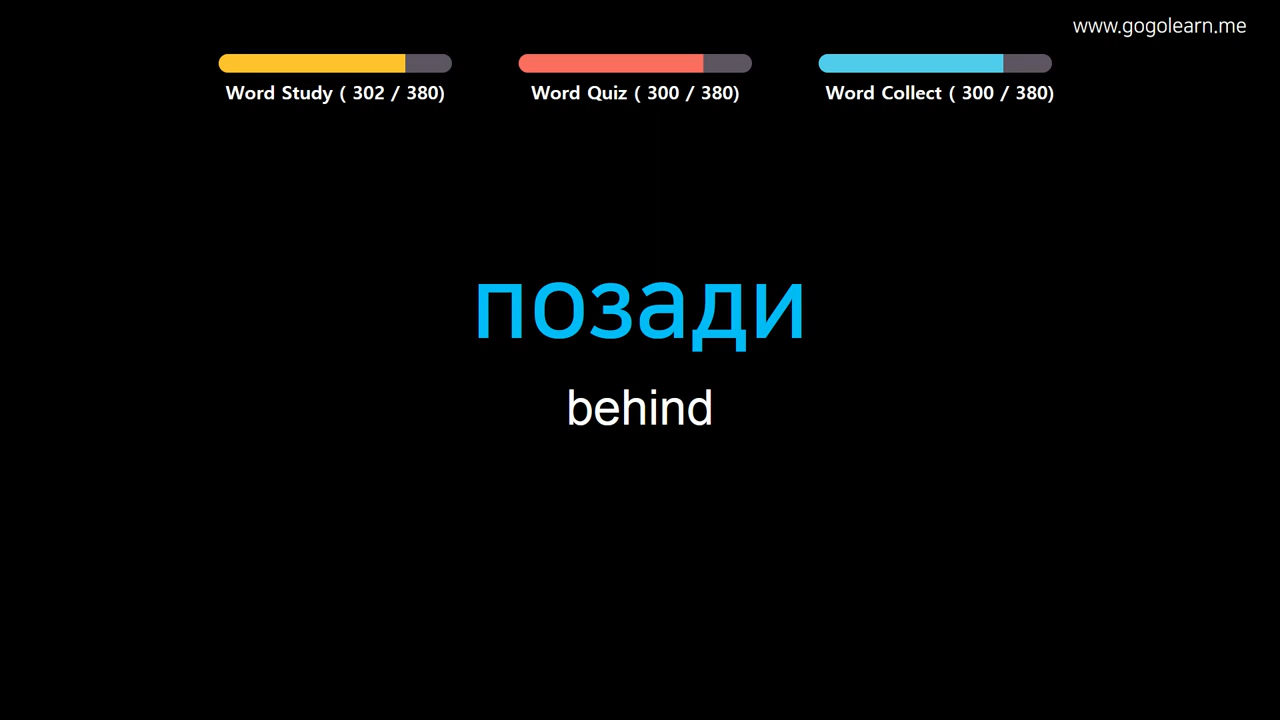 www.gogolearn.me
Word Study ( 302 / 380)
Word Quiz ( 300 / 380)
Word Collect ( 300 / 380)
позади
behind